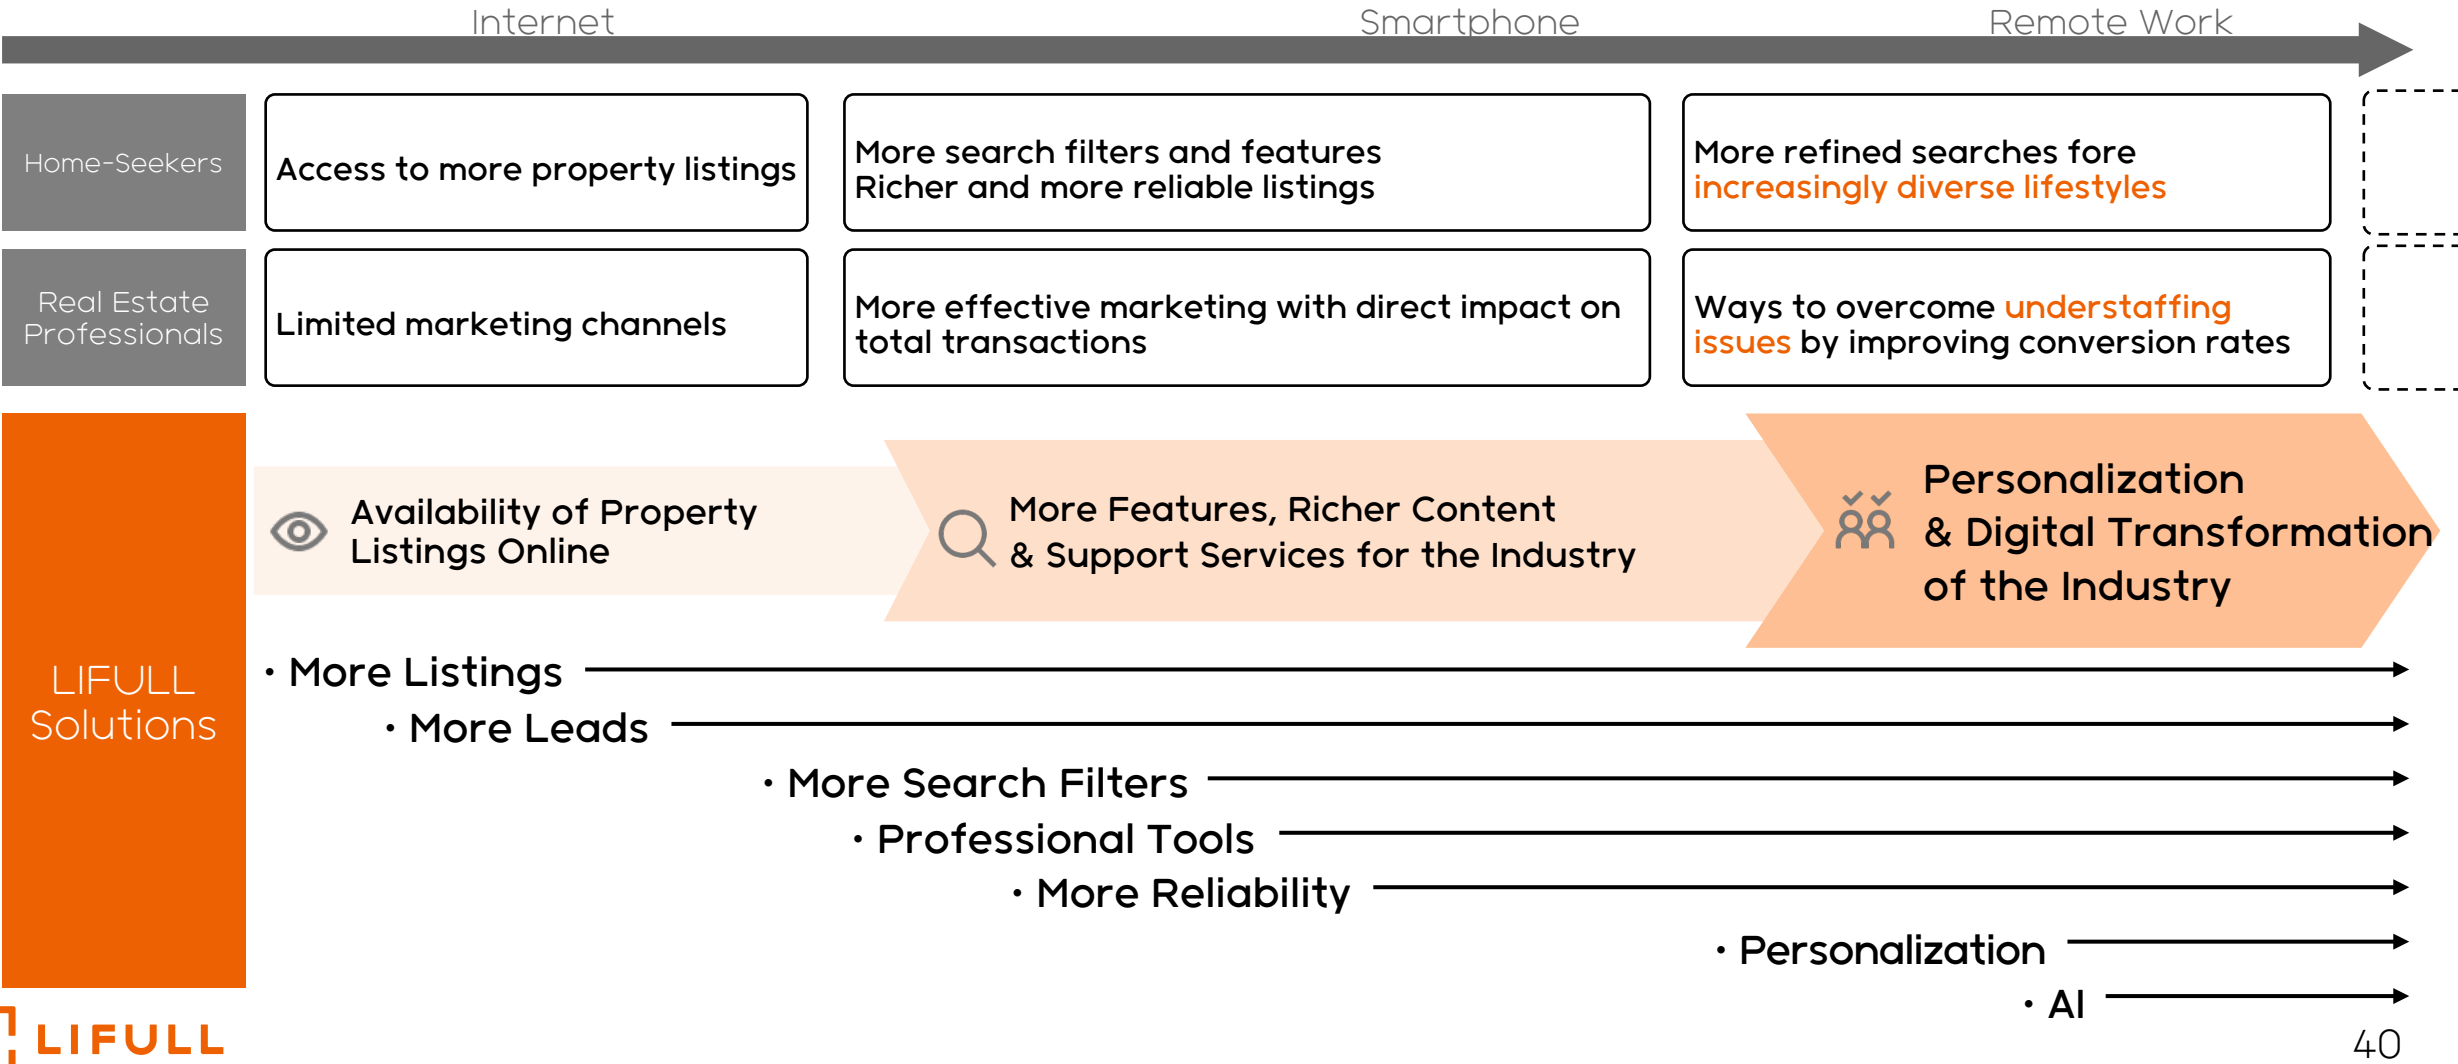 Internet
Smartphone
Remote Work
Home-Seekers
Access to more property listings
More search filters and features
Richer and more reliable listings
More refined searches fore
increasingly diverse lifestyles
Real Estate
Professionals
Limited marketing channels
More effective marketing with direct impact on
total transactions
Ways to overcome understaffing
issues by improving conversion rates
LIFULL
Solutions
Availability of Property
Listings Online
More Features, Richer Content
& Support Services for the Industry
Personalization
& Digital Transformation
of the Industry
・More Listings
・More Leads
・More Search Filters
・Professional Tools
・More Reliability
・Personalization
・AI
LIFULL
40